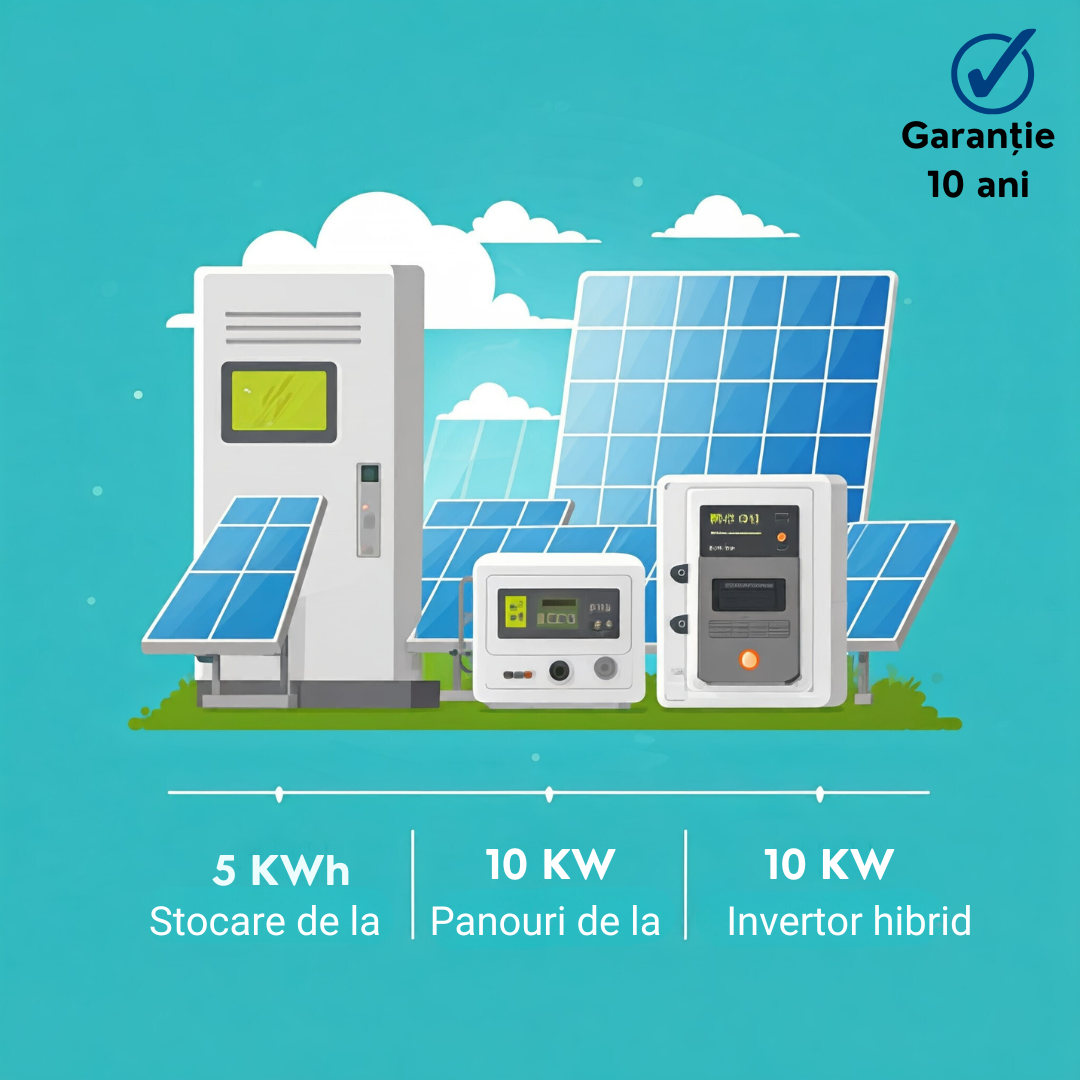 Garanție
10 ani
5 KWh
Stocare de la
10 KW
Panouri de la
10 KW
Invertor hibrid